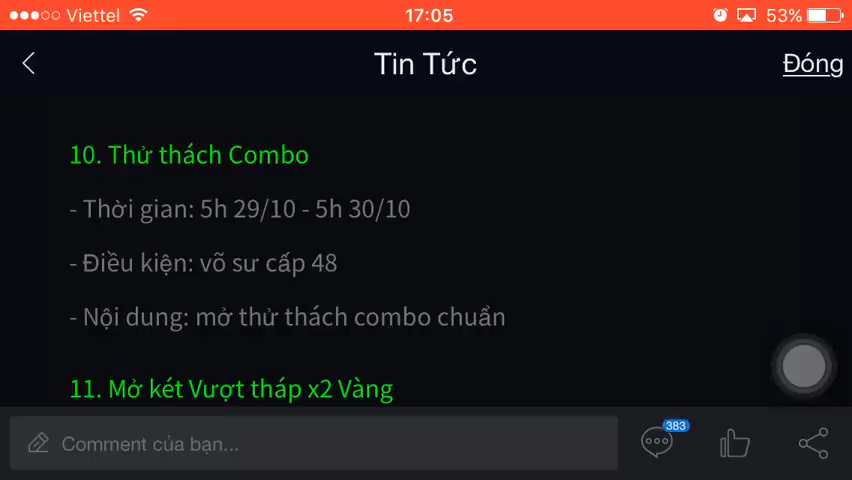 Viettel 17:05 53%
Tin Tức Đóng
10. Thử thách Combo
- Thời gian: 5h 29/10 - 5h 30/10
- Điều kiện: võ sư cấp 48
- Nội dung: mở thử thách combo chuẩn
11. Mở két Vượt tháp x2 Vàng
Comment của bạn... 383